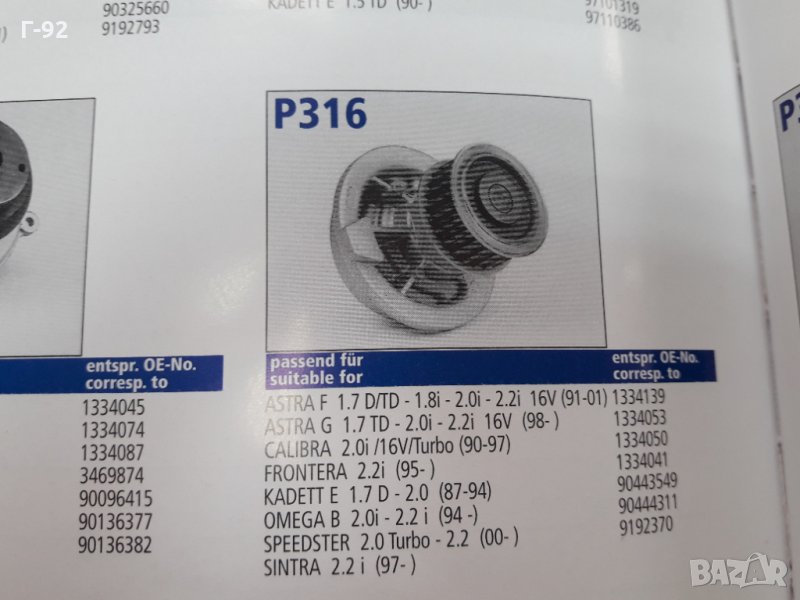 90325660
9192793
Г-92
KADETT E 1.5 TD (90- )
97101319
97110386
P316
entspr. OE-No.
corresp. to
1334045
1334074
1334087
3469874
90096415
90136377
90136382
passend für
suitable for
entspr. OE-No.
corresp. to
ASTRA F 1.7 D/TD - 1.8i - 2.0i - 2.2i 16V (91-01) 1334139
ASTRA G 1.7 TD - 2.0i - 2.2i 16V (98- ) 1334053
CALIBRA 2.0i /16V/Turbo (90-97) 1334050
FRONTERA 2.2i (95- ) 1334041
KADETT E 1.7 D - 2.0 (87-94) 90443549
OMEGA B 2.0i - 2.2 i (94 -) 90444311
SPEEDSTER 2.0 Turbo - 2.2 (00- ) 9192370
SINTRA 2.2 i (97- )
BAZAR